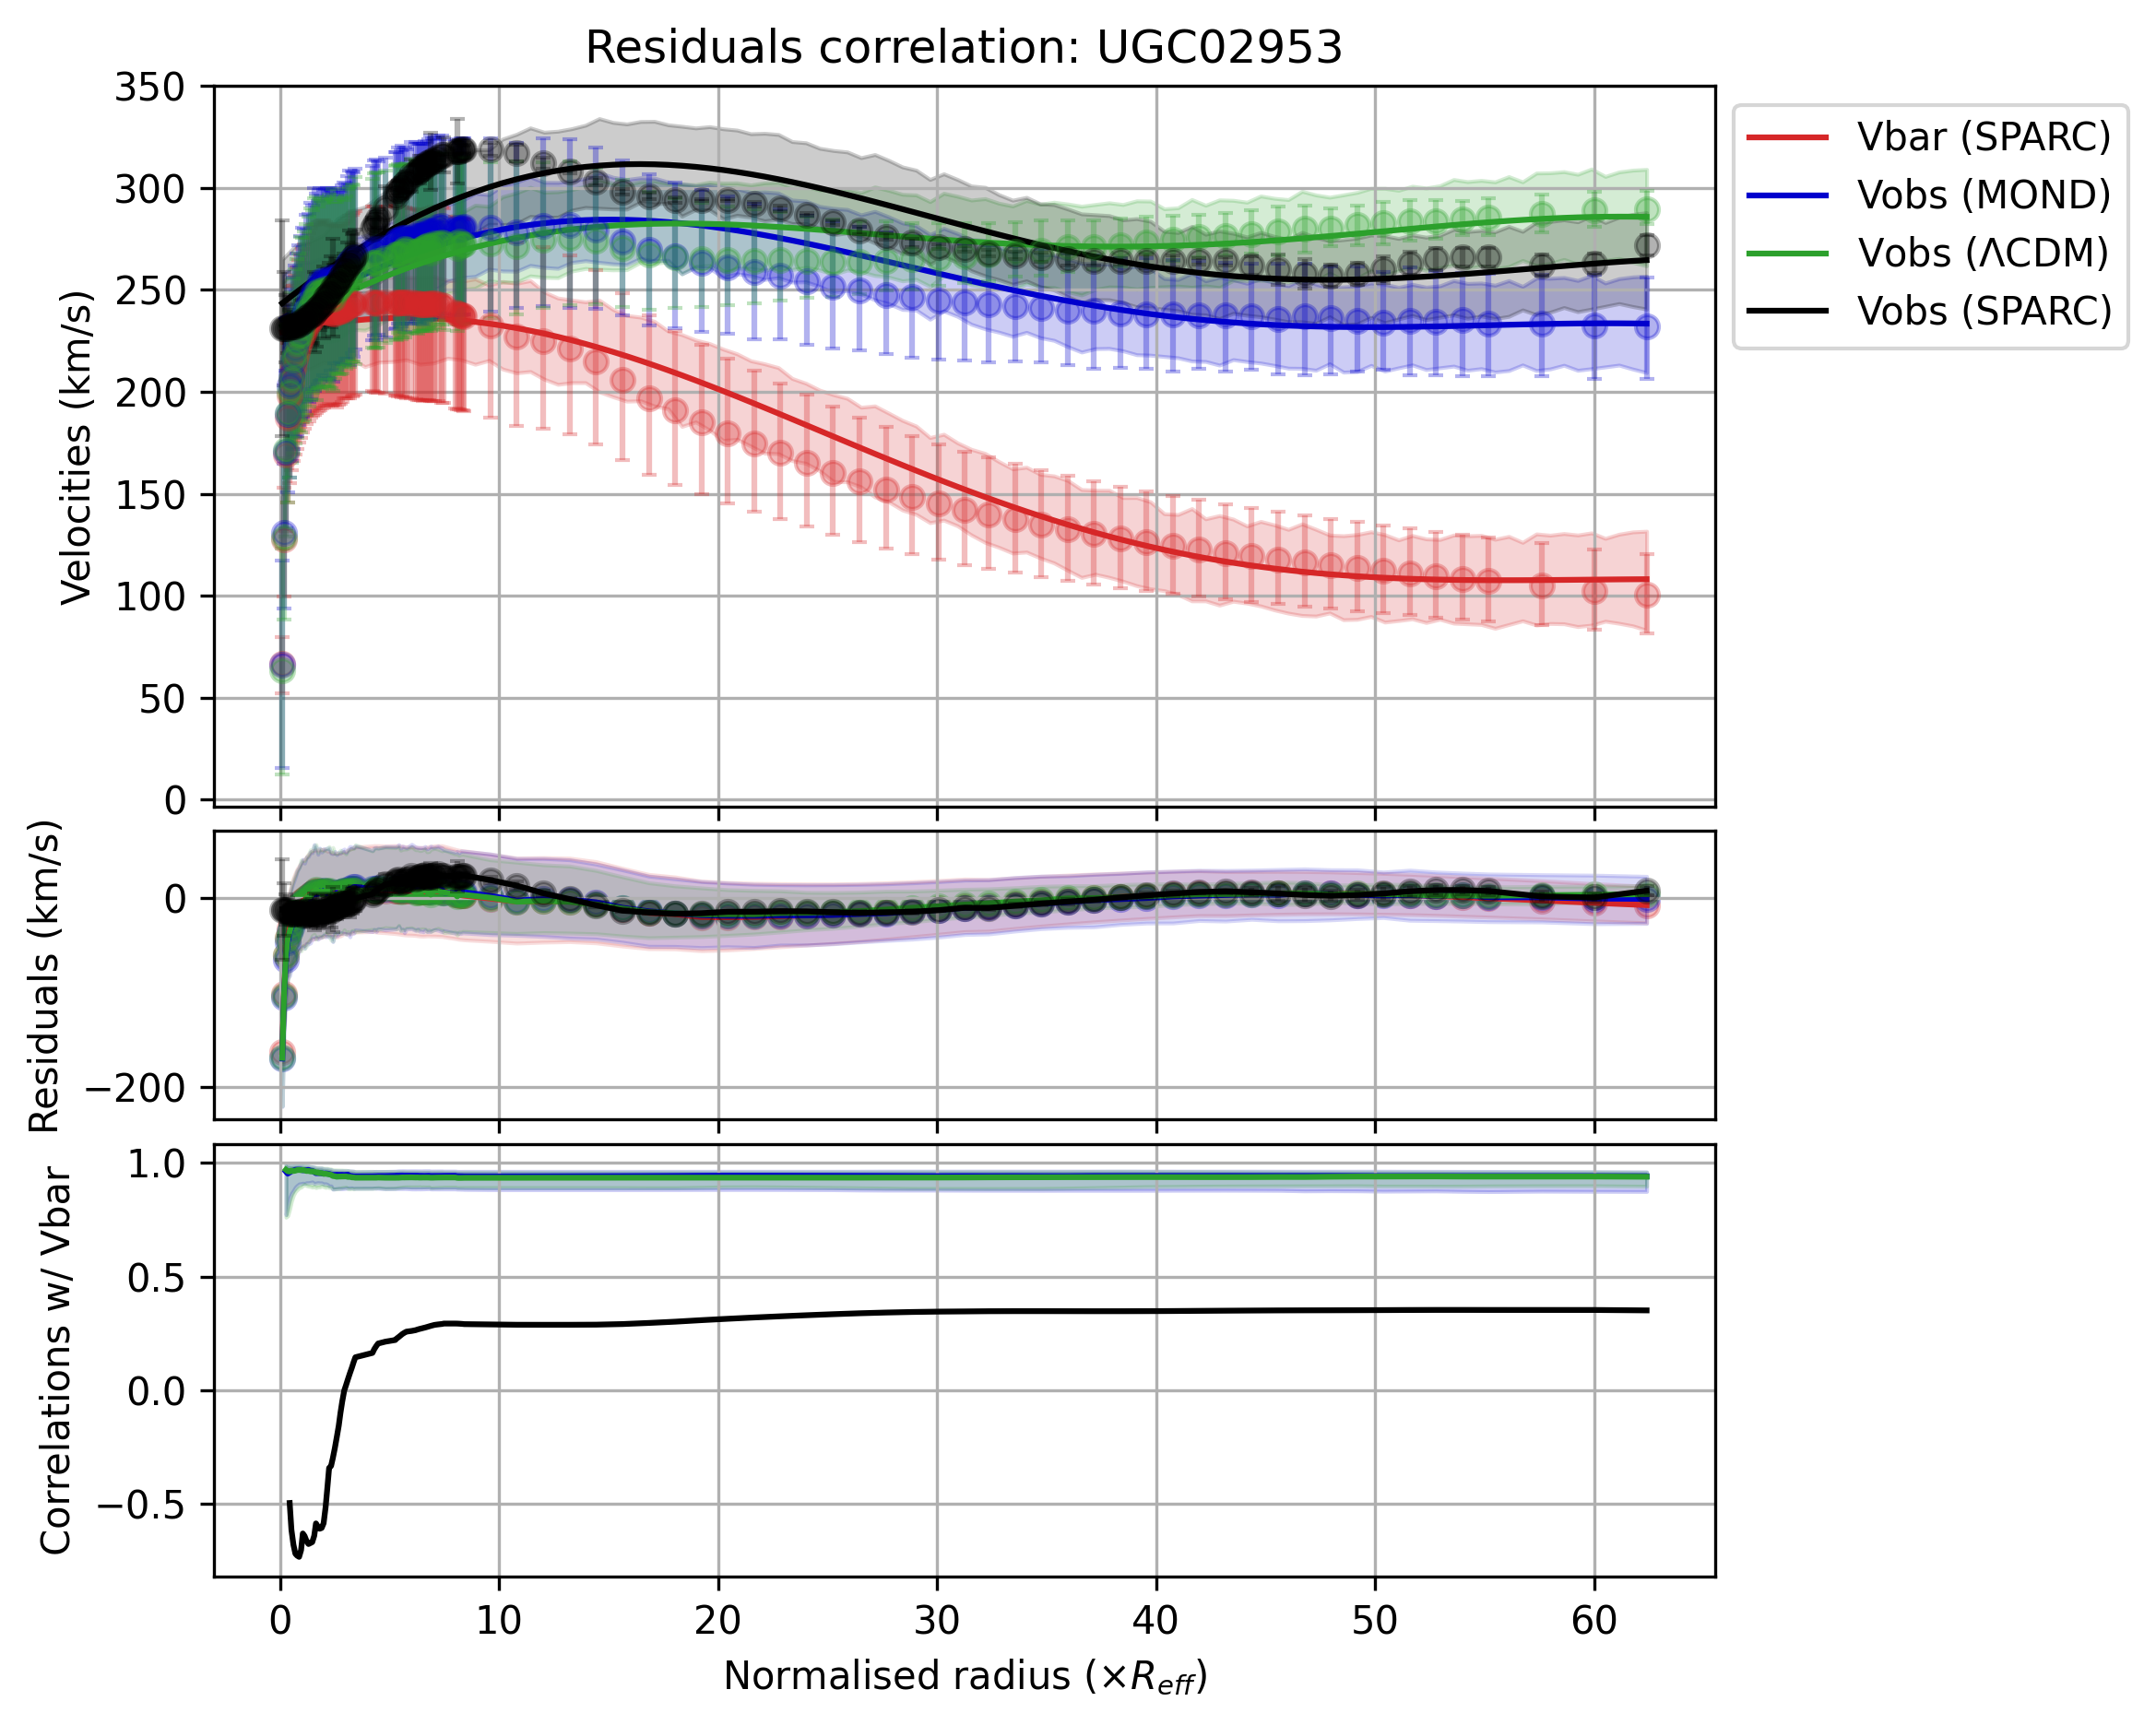 Residuals correlation: UGC02953
350
300
250
200
150
100
50
0
Velocities (km/s)
Vbar (SPARC)
Vobs (MOND)
Vobs (ΛCDM)
Vobs (SPARC)
0
−200
Residuals (km/s)
1.0
0.5
0.0
−0.5
Correlations w/ Vbar
0 10 20 30 40 50 60
Normalised radius (×R_eff)